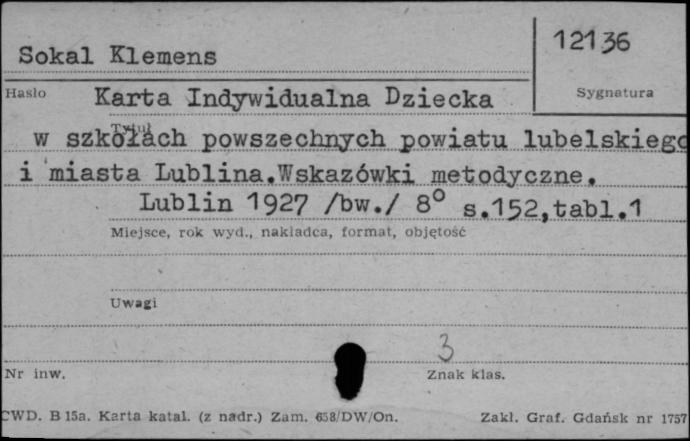 Sokal Klemens
12136
Hasło
Sygnatura
Karta Indywidualna Dziecka
Tytuł
w szkołach powszechnych powiatu lubelskiego
i miasta Lublina.Wskazówki metodyczne.
Lublin 1927 /bw./ 8° s.152,tabl.1
Miejsce, rok wyd., nakładca, format, objętość
Uwagi
3
Nr inw.
Znak klas.
CWD. B 15a. Karta katal. (z nadr.) Zam. 658/DW/On.
Zakł. Graf. Gdańsk nr 1757